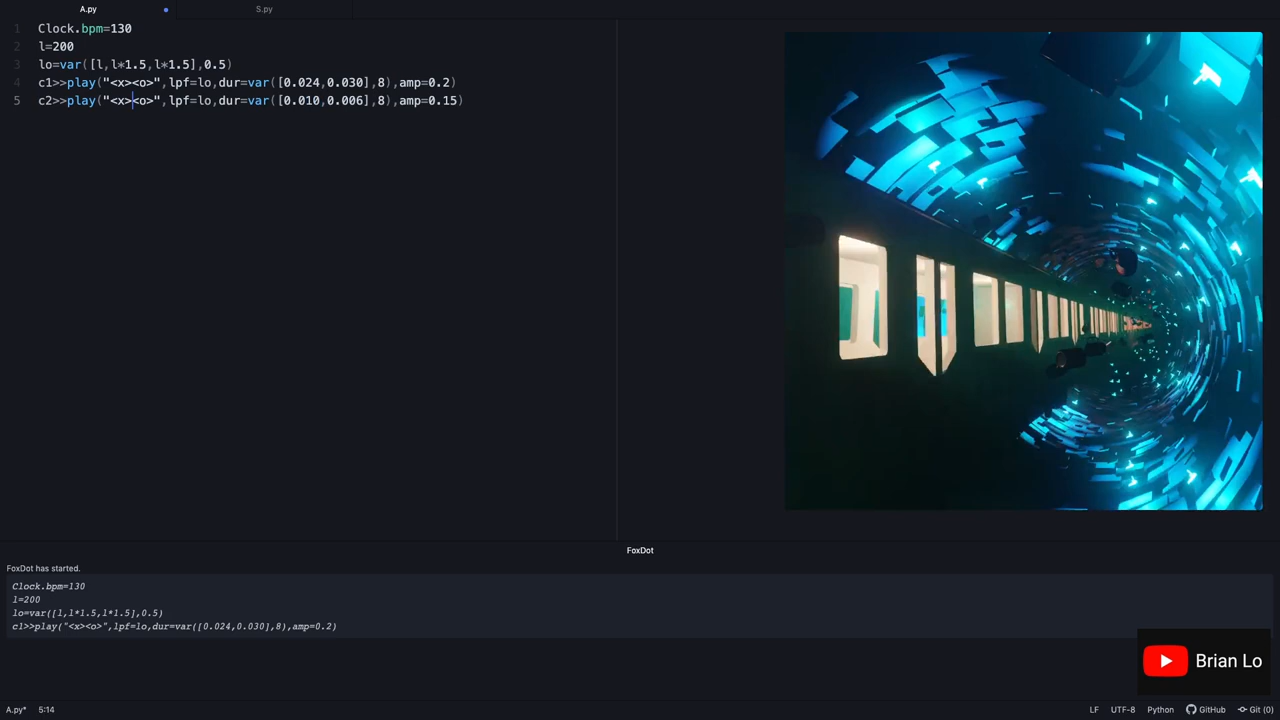 A.py
S.py
1 Clock.bpm=130
2 l=200
3 lo=var([l,l*1.5,l*1.5],0.5)
4 c1>>play("<x><o>",lpf=lo,dur=var([0.024,0.030],8),amp=0.2)
5 c2>>play("<x><o>",lpf=lo,dur=var([0.010,0.006],8),amp=0.15)
FoxDot
FoxDot has started.
Clock.bpm=130
l=200
lo=var([l,l*1.5,l*1.5],0.5)
c1>>play("<x><o>",lpf=lo,dur=var([0.024,0.030],8),amp=0.2)
Brian Lo
A.py* 5:14 LF UTF-8 Python GitHub Git (0)